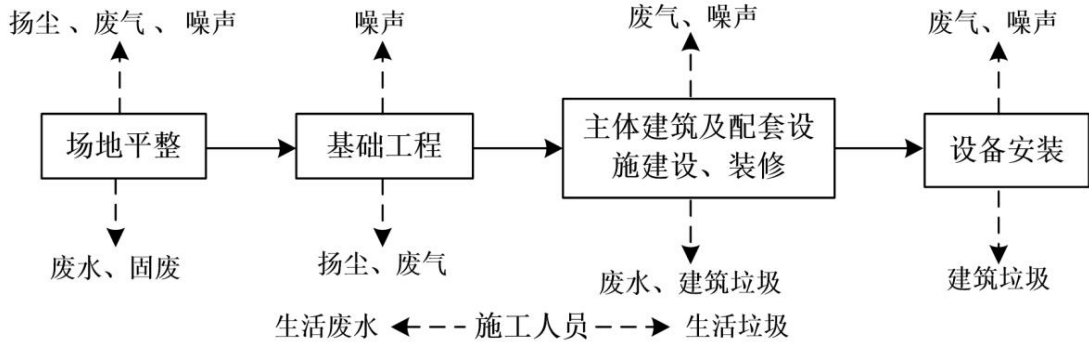 扬尘、废气、噪声
噪声
废气、噪声
废气、噪声
场地平整
基础工程
主体建筑及配套设
施建设、装修
设备安装
废水、固废
扬尘、废气
废水、建筑垃圾
建筑垃圾
生活废水
施工人员
生活垃圾